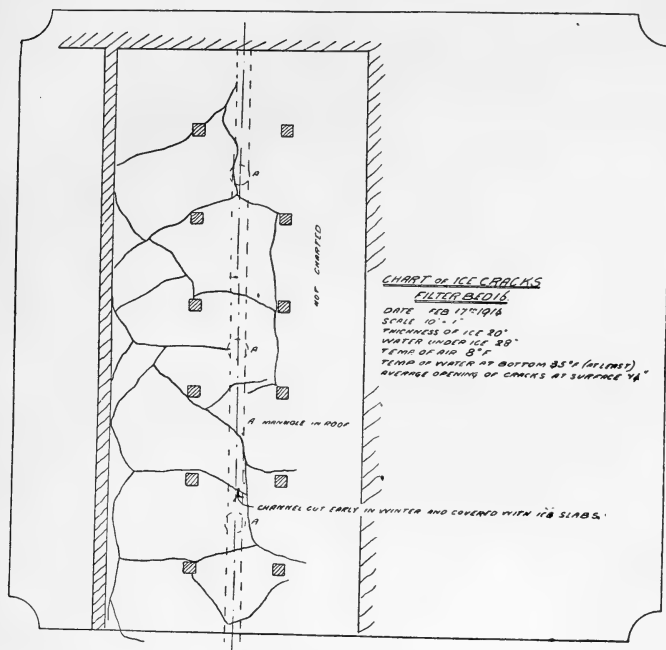 A
NOT CHARTED
CHART OF ICE CRACKS
FILTER BED 16.
DATE FEB 17TH 1916
SCALE 10' = 1"
THICKNESS OF ICE 20"
WATER UNDER ICE 28"
TEMP OF AIR 8°F
TEMP OF WATER AT BOTTOM 35°F (AT LEAST)
AVERAGE OPENING OF CRACKS AT SURFACE
A
A MANHOLE IN ROOF
CHANNEL CUT EARLY IN WINTER AND COVERED WITH ICE SLABS.
A